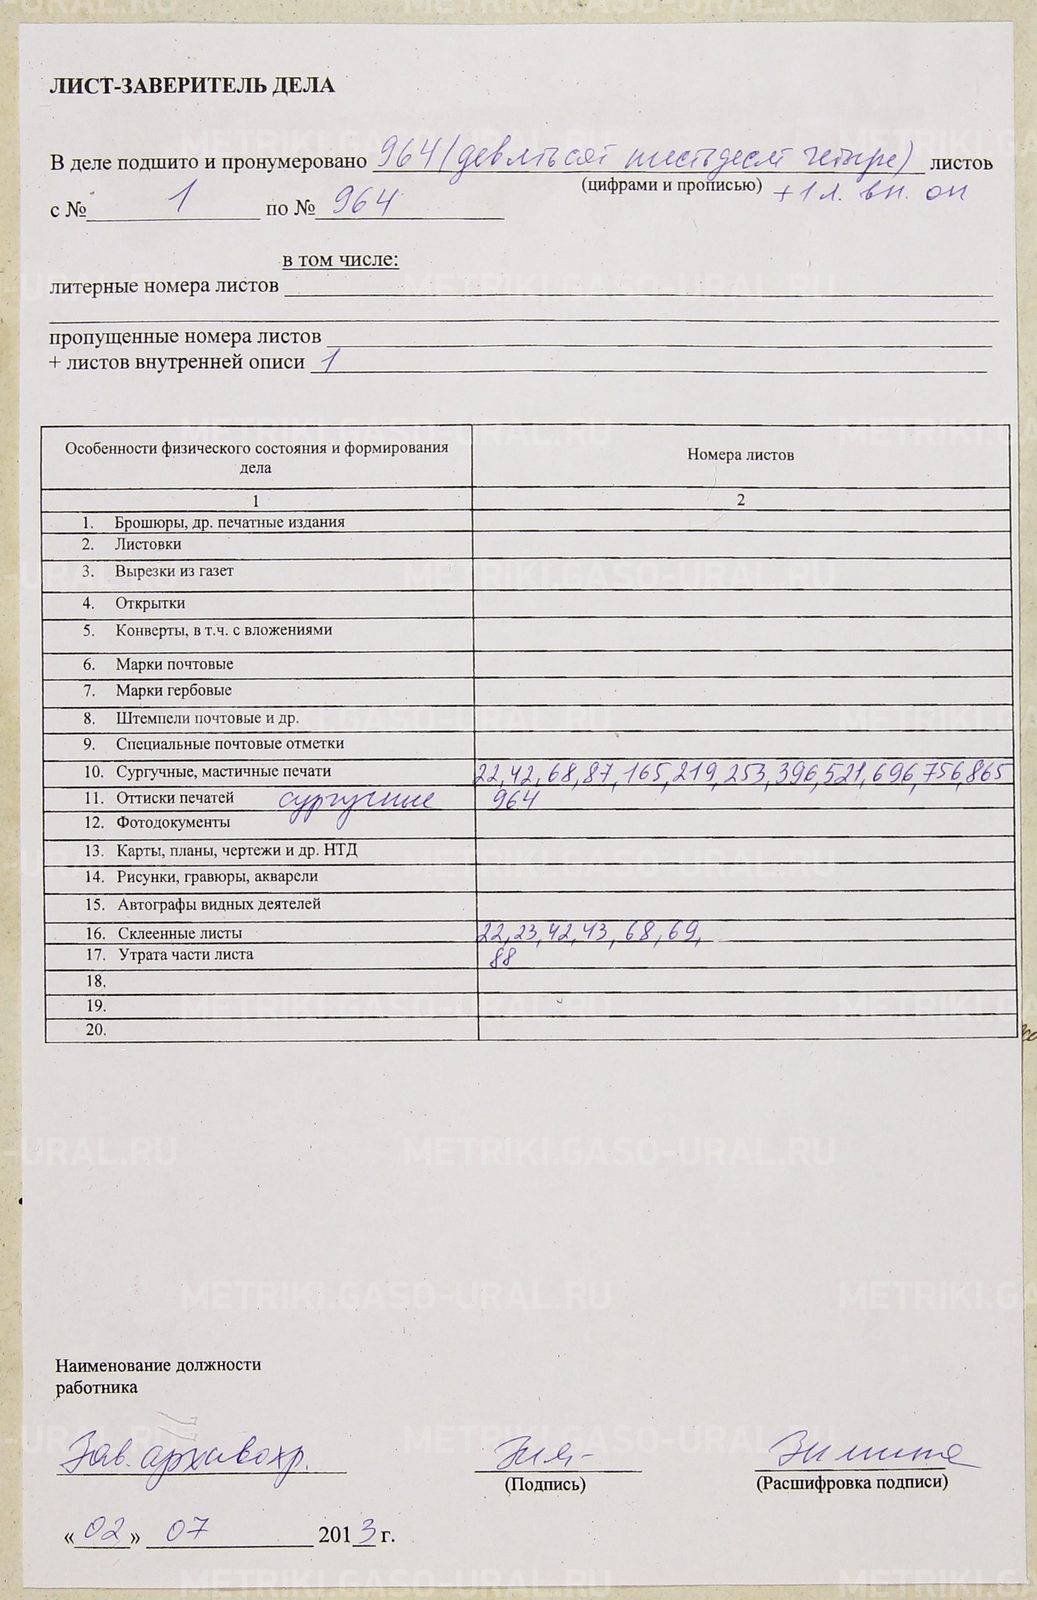 ЛИСТ-ЗАВЕРИТЕЛЬ ДЕЛА
В деле подшито и пронумеровано 964 (девятьсот шестьдесят четыре) листов
(цифрами и прописью) +1 л. вн. оп
с № 1 по № 964
в том числе:
литерные номера листов
пропущенные номера листов
+ листов внутренней описи 1
Особенности физического состояния и формирования дела Номера листов
1 2
1. Брошюры, др. печатные издания
2. Листовки
3. Вырезки из газет
4. Открытки
5. Конверты, в т.ч. с вложениями
6. Марки почтовые
7. Марки гербовые
8. Штемпели почтовые и др.
9. Специальные почтовые отметки
10. Сургучные, мастичные печати 22, 42, 68, 87, 165, 219, 253, 396, 521, 696, 756, 865
11. Оттиски печатей сургучные 964
12. Фотодокументы
13. Карты, планы, чертежи и др. НТД
14. Рисунки, гравюры, акварели
15. Автографы видных деятелей
16. Склеенные листы 22, 23, 42, 43, 68, 69,
17. Утрата части листа 88
18.
19.
20.
Наименование должности
работника
Зав. архивохр. Зимина
(Подпись) (Расшифровка подписи)
«02» 07 2013 г.
METRIKI.GASO-URAL.RU